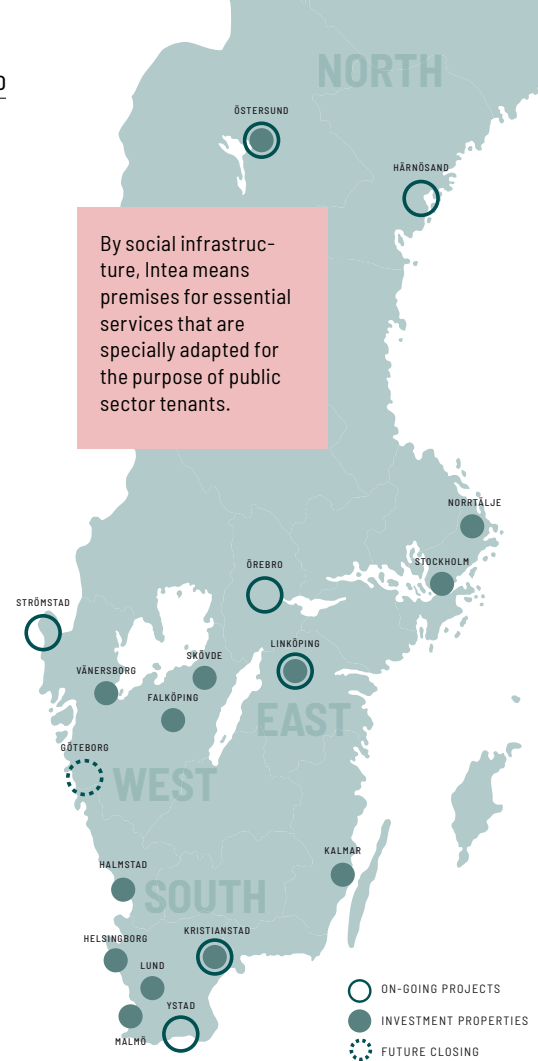 NORTH
ÖSTERSUND
HÄRNÖSAND
By social infrastruc-
ture, Intea means
premises for essential
services that are
specially adapted for
the purpose of public
sector tenants.
NORRTÄLJE
STOCKHOLM
ÖREBRO
STRÖMSTAD
LINKÖPING
SKÖVDE
VÄNERSBORG
FALKÖPING
EAST
GÖTEBORG
WEST
KALMAR
HALMSTAD
SOUTH
KRISTIANSTAD
HELSINGBORG
LUND
YSTAD
MALMÖ
ON-GOING PROJECTS
INVESTMENT PROPERTIES
FUTURE CLOSING